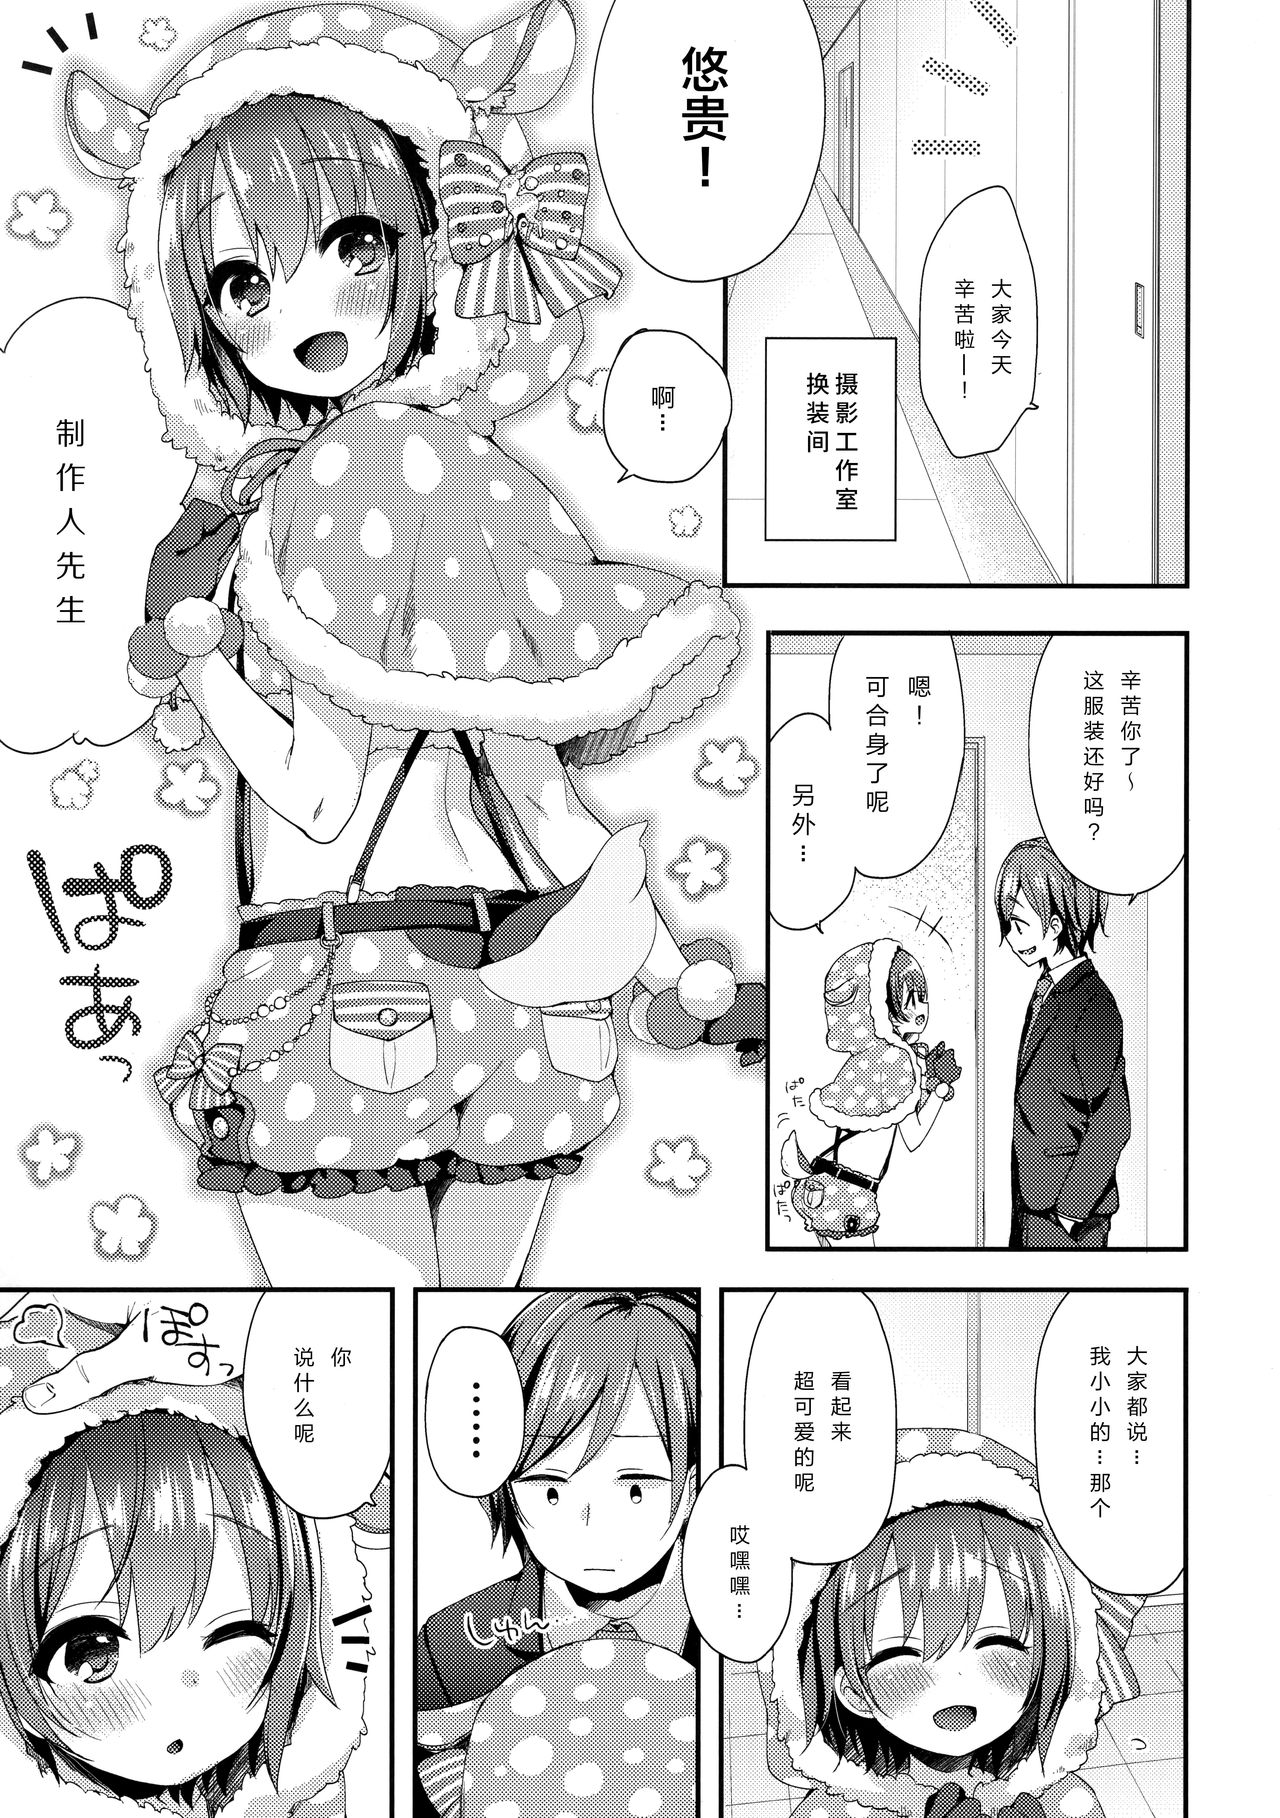 大家今天
辛苦啦—！
摄影工作室
换装间
悠贵！
啊…
制作人先生
ぱぁっ
辛苦你了～
这服装还好吗？
嗯！
可合身了呢
另外…
ぱた
ぱたっ
大家都说…
我小小的…那个
看起来
超可爱的呢
哎嘿嘿…
……
しゅん…
你
说什么呢
ぽすっ